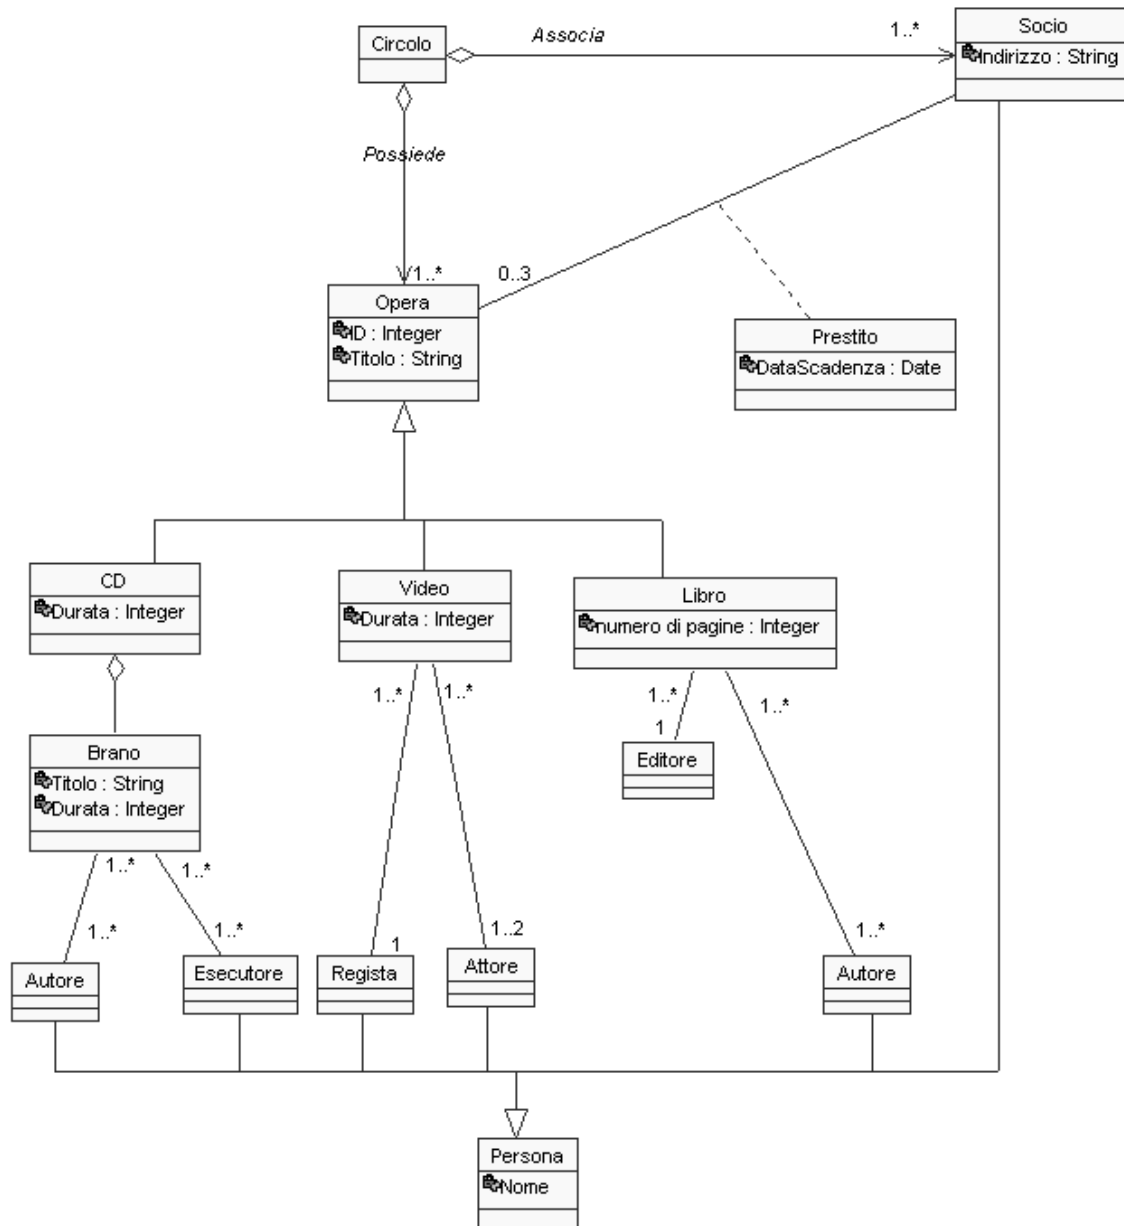 Circolo
Associa
1..*
Socio
Indirizzo : String
Possiede
1..*
0..3
Opera
ID : Integer
Titolo : String
Prestito
DataScadenza : Date
CD
Durata : Integer
Video
Durata : Integer
Libro
numero di pagine : Integer
1..*
1..*
1..*
1..*
1
Brano
Titolo : String
Durata : Integer
Editore
1..*
1..*
1..*
1..*
1
1..2
1..*
Autore
Esecutore
Regista
Attore
Autore
Persona
Nome